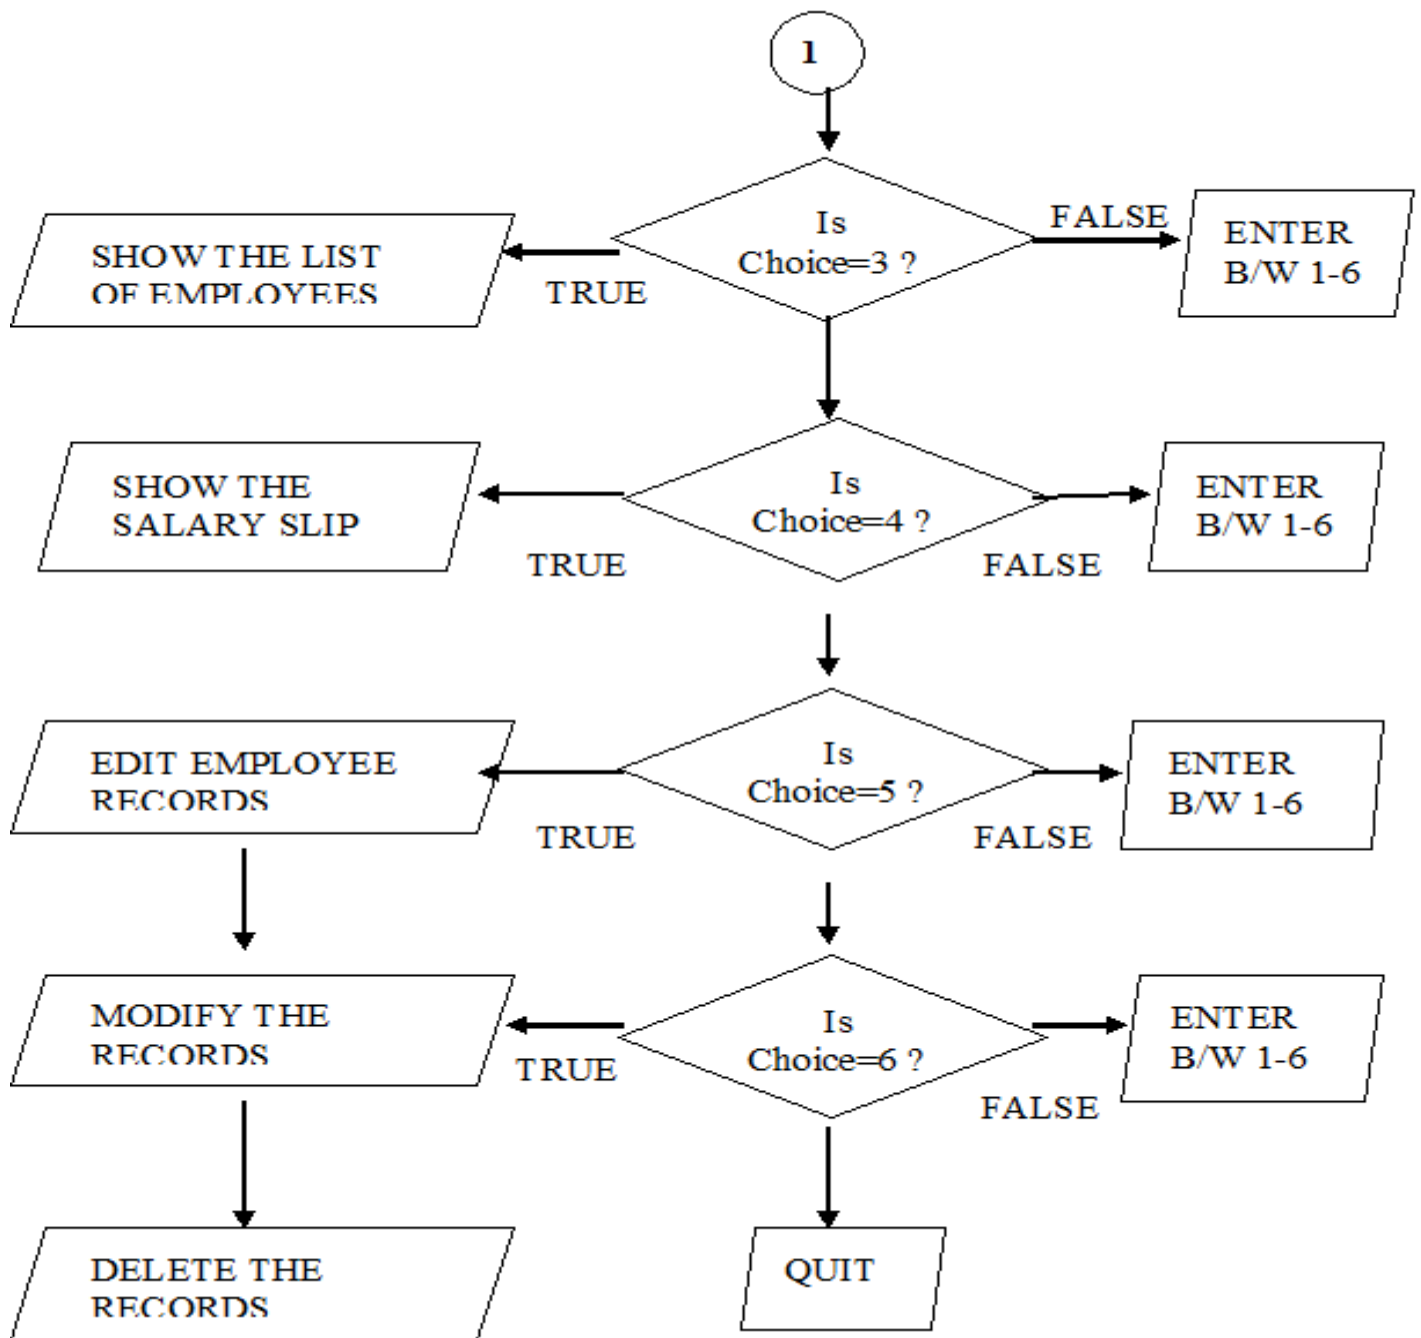 1
Is
Choice=3 ?
FALSE
ENTER
B/W 1-6
SHOW THE LIST
OF EMPLOYEES
TRUE
Is
Choice=4 ?
SHOW THE
SALARY SLIP
TRUE
FALSE
ENTER
B/W 1-6
Is
Choice=5 ?
EDIT EMPLOYEE
RECORDS
TRUE
FALSE
ENTER
B/W 1-6
Is
Choice=6 ?
MODIFY THE
RECORDS
TRUE
FALSE
ENTER
B/W 1-6
DELETE THE
RECORDS
QUIT